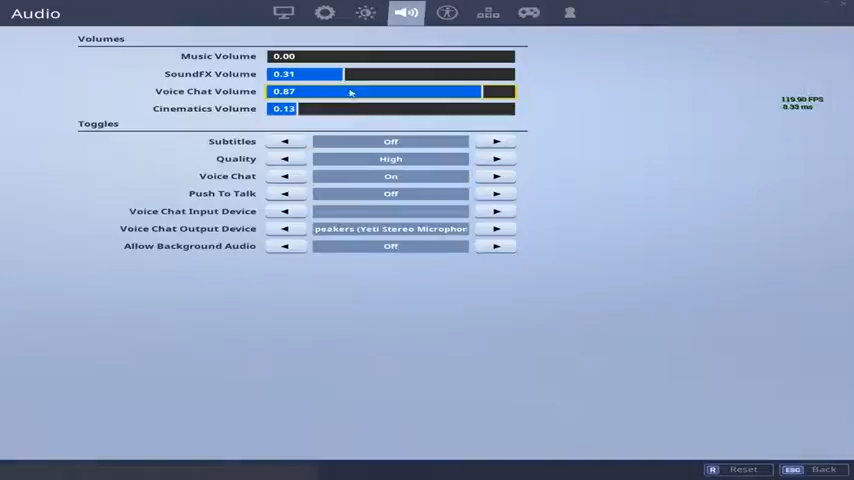 Audio
Volumes
Music Volume 0.00
SoundFX Volume 0.31
Voice Chat Volume 0.87
Cinematics Volume 0.13
119.90 FPS
8.33 ms
Toggles
Subtitles Off
Quality High
Voice Chat On
Push To Talk Off
Voice Chat Input Device
Voice Chat Output Device peakers (Yeti Stereo Microphor
Allow Background Audio Off
R Reset ESC Back